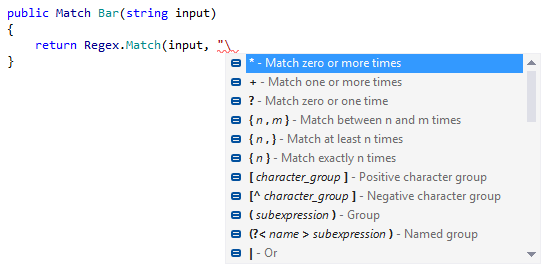 public Match Bar(string input)
{
return Regex.Match(input, "\
}
* - Match zero or more times
+ - Match one or more times
? - Match zero or one time
{ n , m } - Match between n and m times
{ n , } - Match at least n times
{ n } - Match exactly n times
[ character_group ] - Positive character group
[^ character_group ] - Negative character group
( subexpression ) - Group
(?< name > subexpression ) - Named group
| - Or